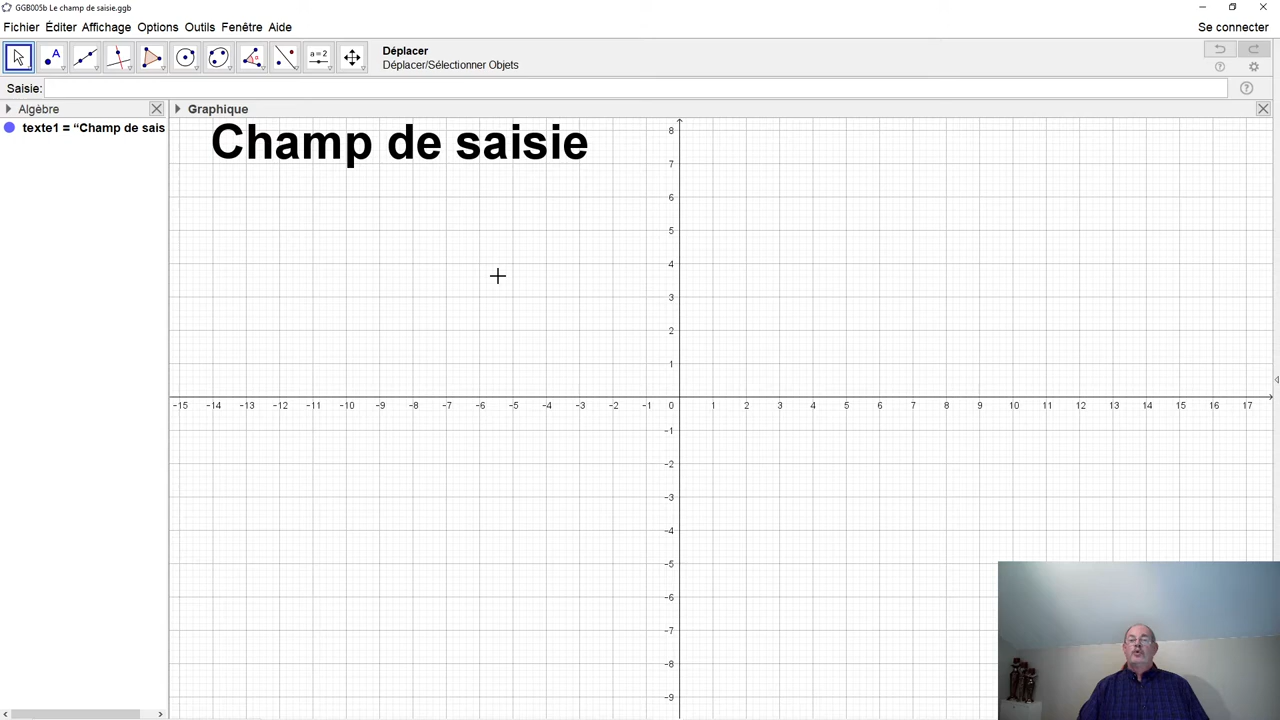 GGB005b Le champ de saisie.ggb
Fichier Éditer Affichage Options Outils Fenêtre Aide Se connecter
A a=2 Déplacer
Déplacer/Sélectionner Objets
Saisie:
Algèbre Graphique
texte1 = “Champ de sais
Champ de saisie
8
7
6
5
4
3
2
1
-15 -14 -13 -12 -11 -10 -9 -8 -7 -6 -5 -4 -3 -2 -1 0 1 2 3 4 5 6 7 8 9 10 11 12 13 14 15 16 17
-1
-2
-3
-4
-5
-6
-7
-8
-9